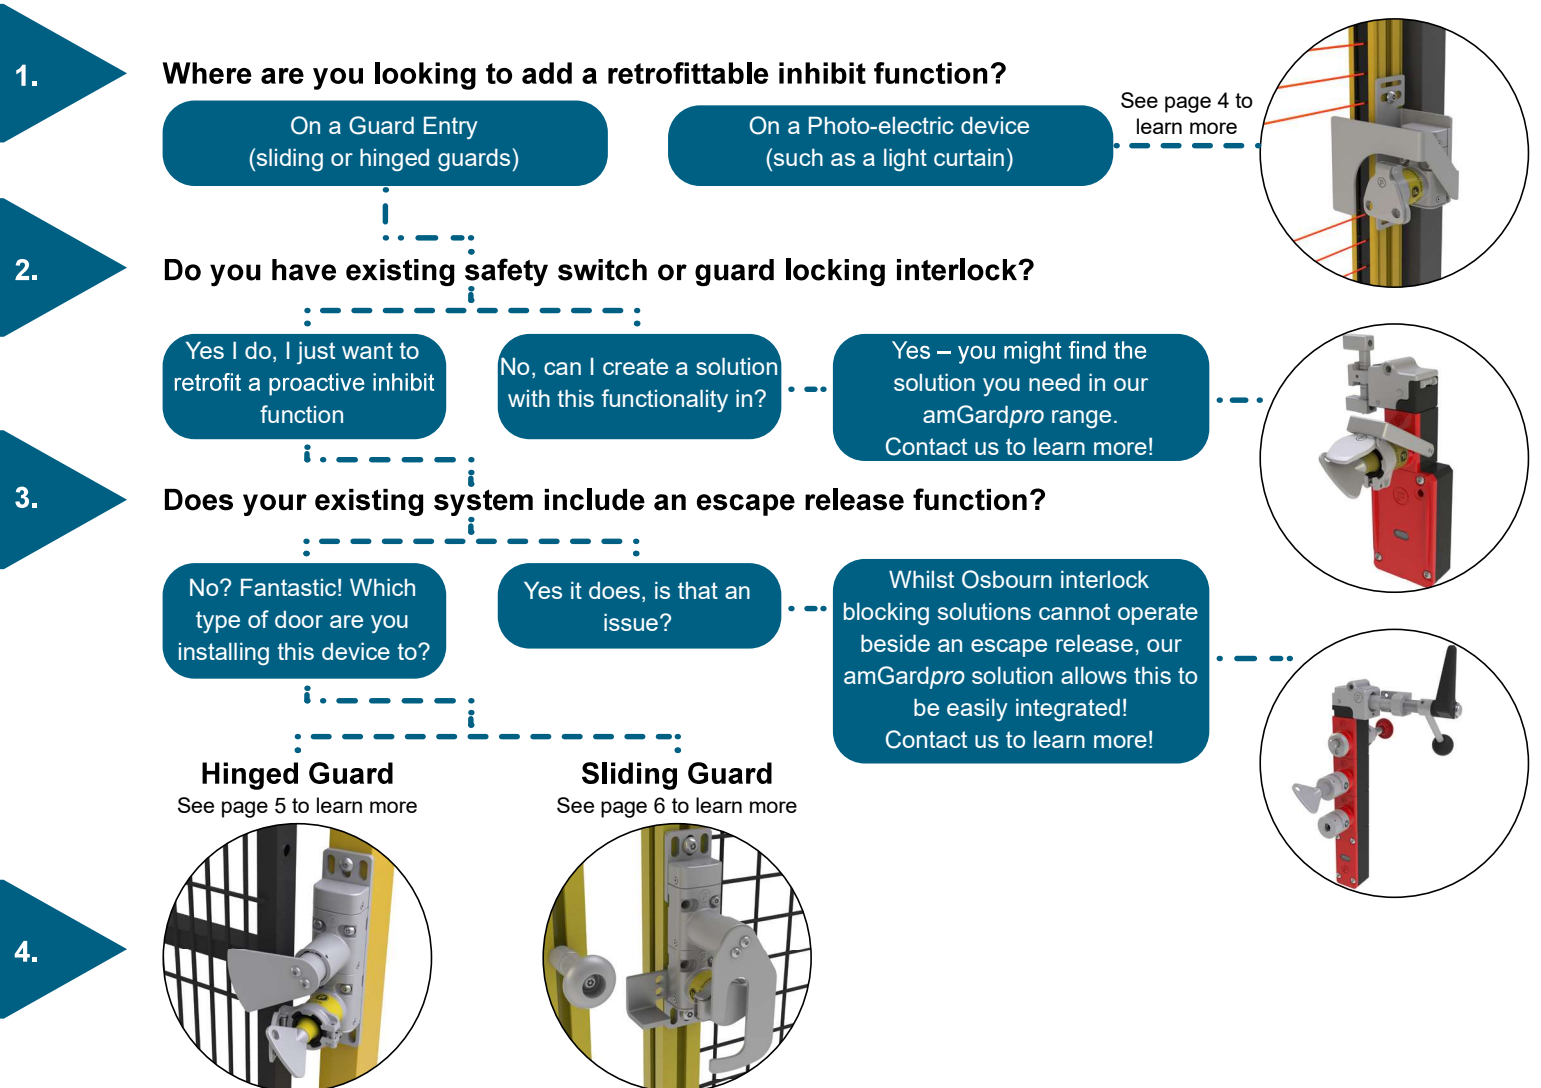 1.
Where are you looking to add a retrofittable inhibit function?
On a Guard Entry
(sliding or hinged guards)
On a Photo-electric device
(such as a light curtain)
See page 4 to
learn more
2.
Do you have existing safety switch or guard locking interlock?
Yes I do, I just want to
retrofit a proactive inhibit
function
No, can I create a solution
with this functionality in?
Yes – you might find the
solution you need in our
amGardpro range.
Contact us to learn more!
3.
Does your existing system include an escape release function?
No? Fantastic! Which
type of door are you
installing this device to?
Yes it does, is that an
issue?
Whilst Osbourn interlock
blocking solutions cannot operate
beside an escape release, our
amGardpro solution allows this to
be easily integrated!
Contact us to learn more!
4.
Hinged Guard
See page 5 to learn more
Sliding Guard
See page 6 to learn more